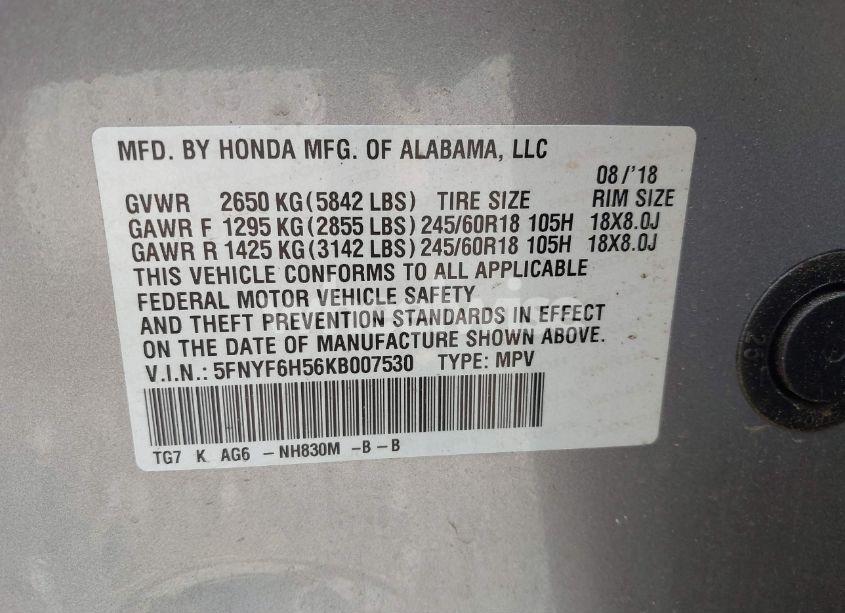 MFD. BY HONDA MFG. OF ALABAMA, LLC
08/'18
GVWR 2650 KG(5842 LBS) TIRE SIZE RIM SIZE
GAWR F 1295 KG(2855 LBS) 245/60R18 105H 18X8.0J
GAWR R 1425 KG(3142 LBS) 245/60R18 105H 18X8.0J
THIS VEHICLE CONFORMS TO ALL APPLICABLE
FEDERAL MOTOR VEHICLE SAFETY
AND THEFT PREVENTION STANDARDS IN EFFECT
ON THE DATE OF MANUFACTURE SHOWN ABOVE.
V.I.N.: 5FNYF6H56KB007530 TYPE: MPV
TG7 K AG6 -NH830M -B-B